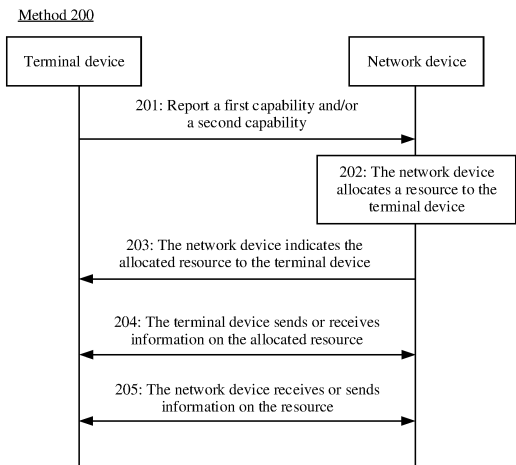 Method 200
Terminal device
Network device
201: Report a first capability and/or
a second capability
202: The network device
allocates a resource to the
terminal device
203: The network device indicates the
allocated resource to the terminal device
204: The terminal device sends or receives
information on the allocated resource
205: The network device receives or sends
information on the resource